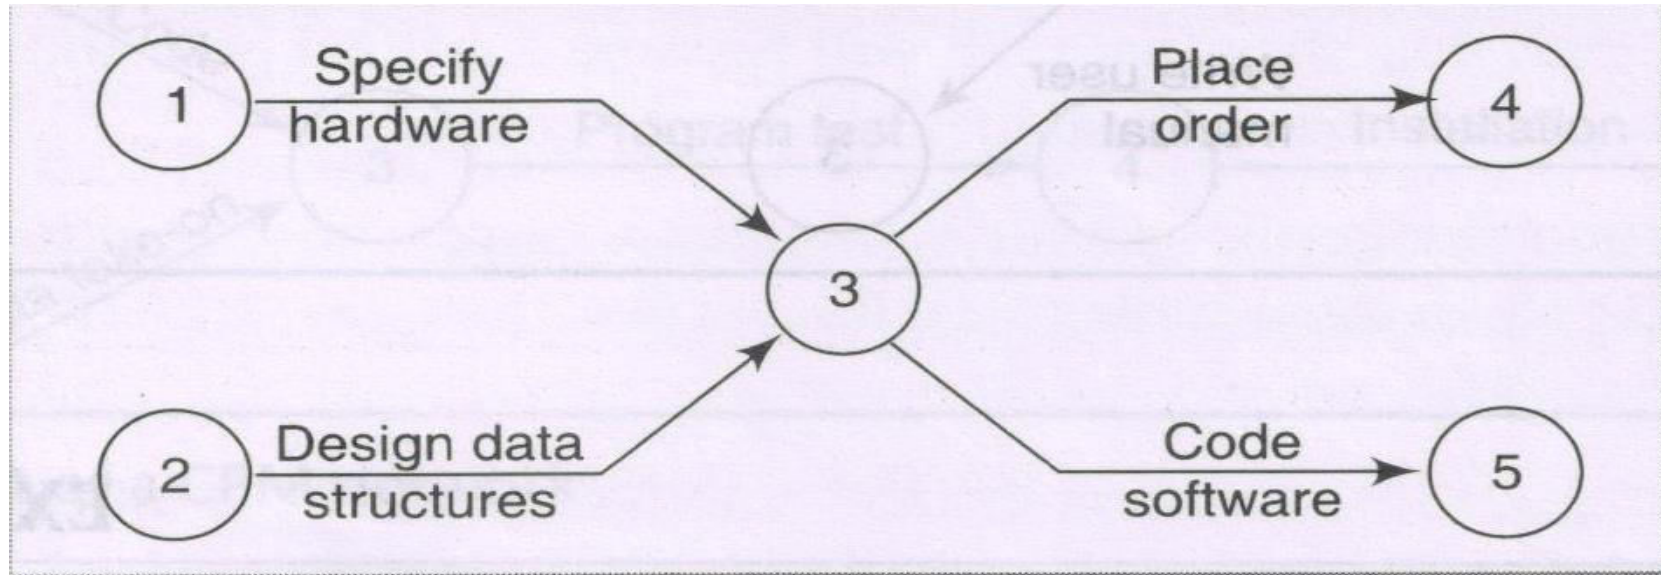 1
Specify
hardware
Place
order
4
3
2
Design data
structures
Code
software
5